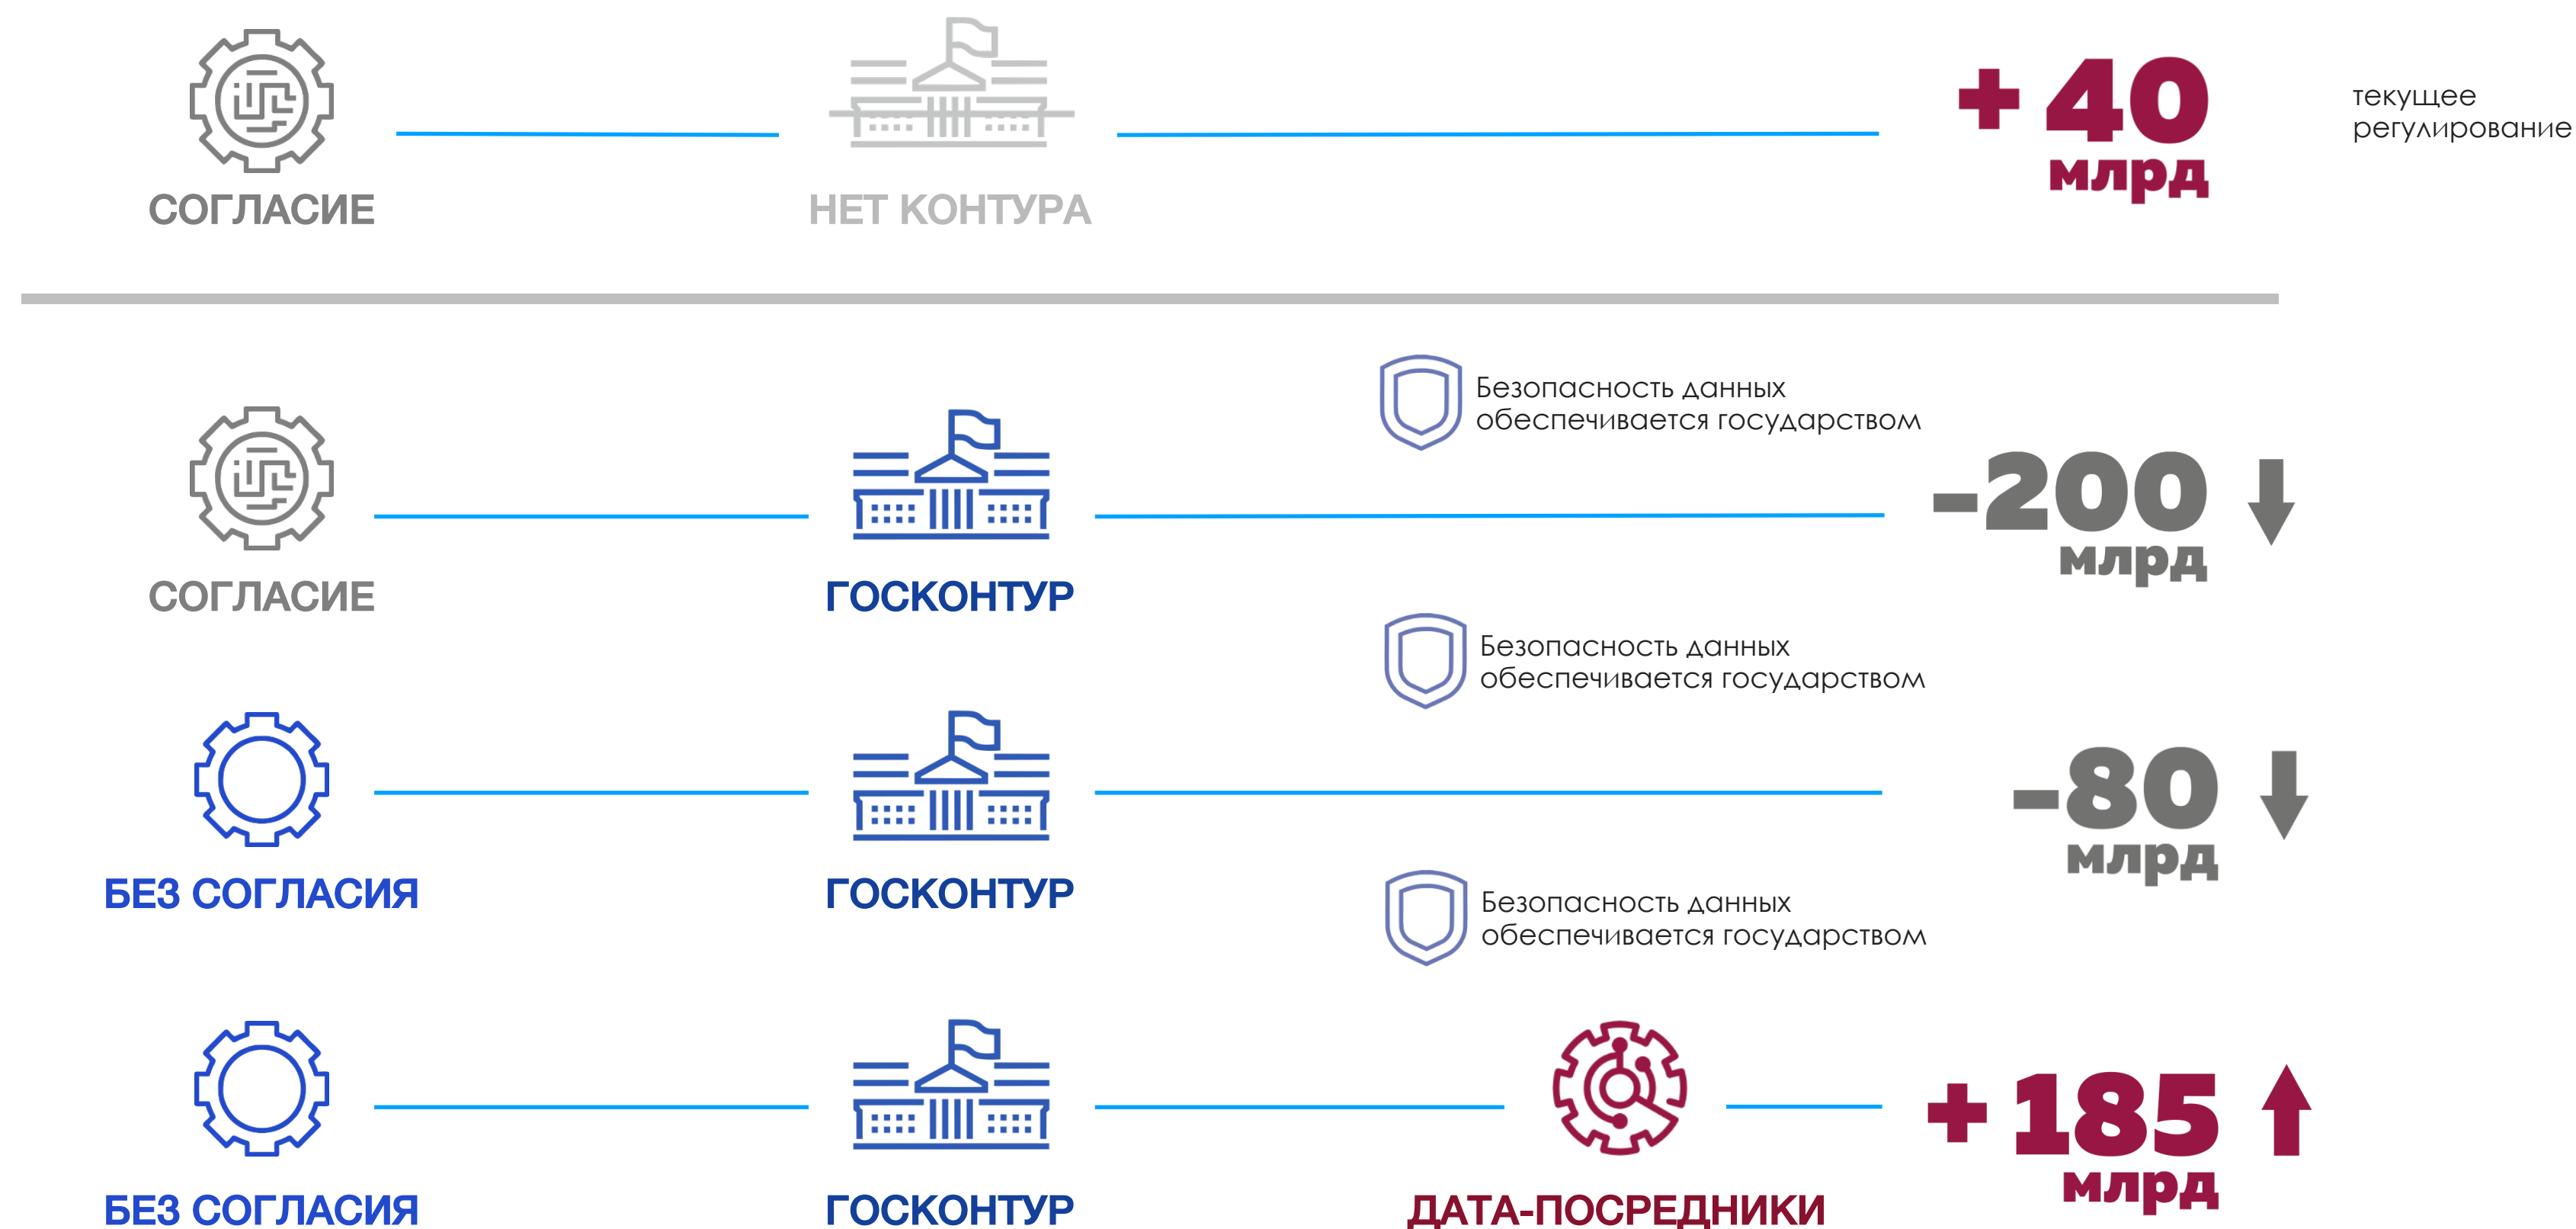 + 40
млрд
текущее
регулирование
СОГЛАСИЕ
НЕТ КОНТУРА
Безопасность данных
обеспечивается государством
-200
млрд
СОГЛАСИЕ
ГОСКОНТУР
Безопасность данных
обеспечивается государством
-80
млрд
БЕЗ СОГЛАСИЯ
ГОСКОНТУР
Безопасность данных
обеспечивается государством
+ 185
млрд
БЕЗ СОГЛАСИЯ
ГОСКОНТУР
ДАТА-ПОСРЕДНИКИ